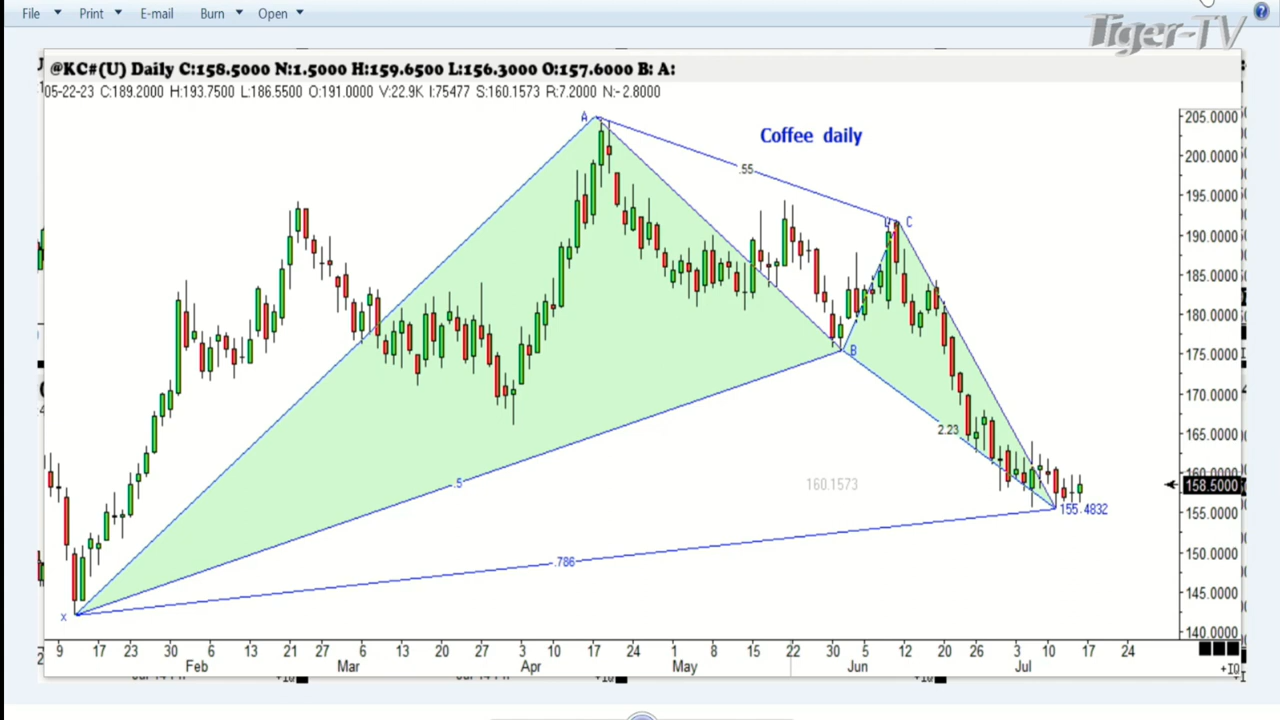 File Print E-mail Burn Open
Tiger-TV
@KC#(U) Daily C:158.5000 N:1.5000 H:159.6500 L:156.3000 O:157.6000 B: A:
05-22-23 C:189.2000 H:193.7500 L:186.5500 O:191.0000 V:22.9K I:75477 S:160.1573 R:7.2000 N:-2.8000
A
205.0000
Coffee daily
200.0000
.55
195.0000
C
190.0000
185.0000
180.0000
B
175.0000
170.0000
2.23
165.0000
160.0000
.5
160.1573
158.5000
155.4832
155.0000
.786
150.0000
145.0000
X
140.0000
9 17 23 30 6 13 21 27 6 13 20 27 3 10 17 24 1 8 15 22 30 5 12 20 26 3 10 17 24
Feb Mar Apr May Jun Jul
+IQ